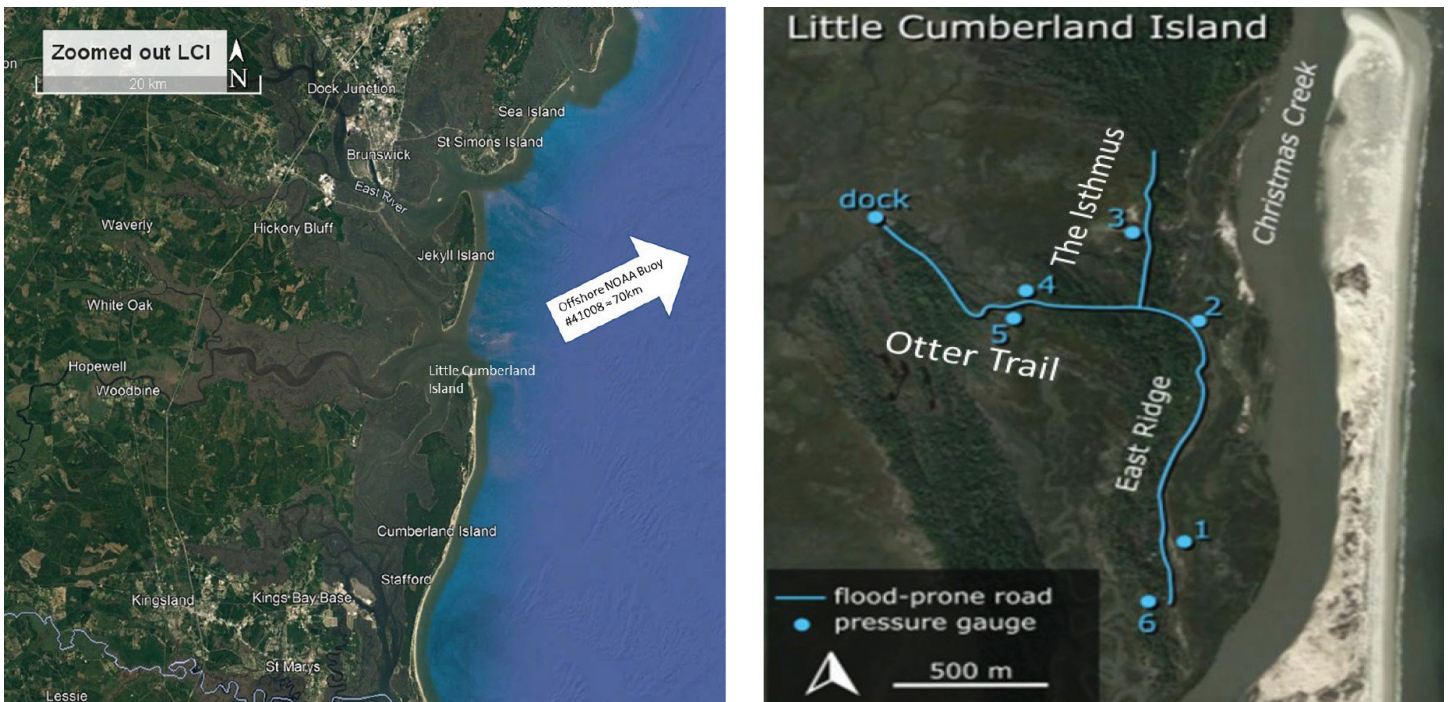 Zoomed out LCI
N
20 km
on
Dock Junction
Sea Island
St Simons Island
Brunswick
East River
Waverly
Hickory Bluff
Jekyll Island
Offshore NOAA Buoy
#41008 ≈ 70km
White Oak
Hopewell
Woodbine
Little Cumberland
Island
Cumberland Island
Stafford
Kingsland
Kings Bay Base
St Marys
Lessie
Little Cumberland Island
Christmas Creek
The Isthmus
dock
3
4
2
5
Otter Trail
East Ridge
1
6
flood-prone road
pressure gauge
500 m